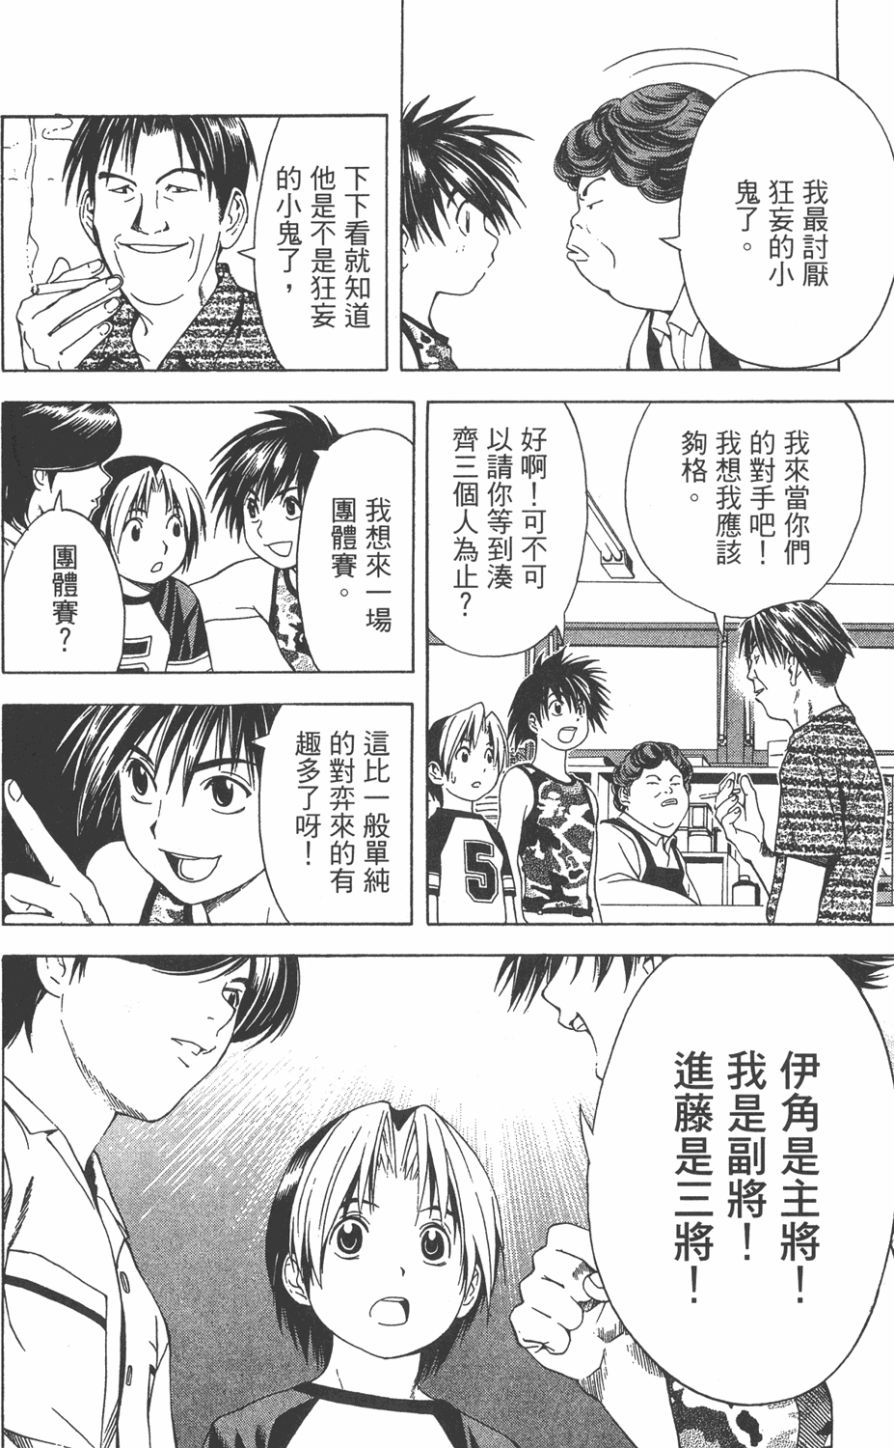 我最討厭
狂妄的小
鬼了。
下下看就知道
他是不是狂妄
的小鬼了，
我來當你們
的對手吧！
我想我應該
夠格。
好啊！可不可
以請你等到湊
齊三個人為止？
我想來一場
團體賽。
團體賽？
這比一般單純
的對弈來的有
趣多了呀！
伊角是主將！
我是副將！
進藤是三將！
5
5